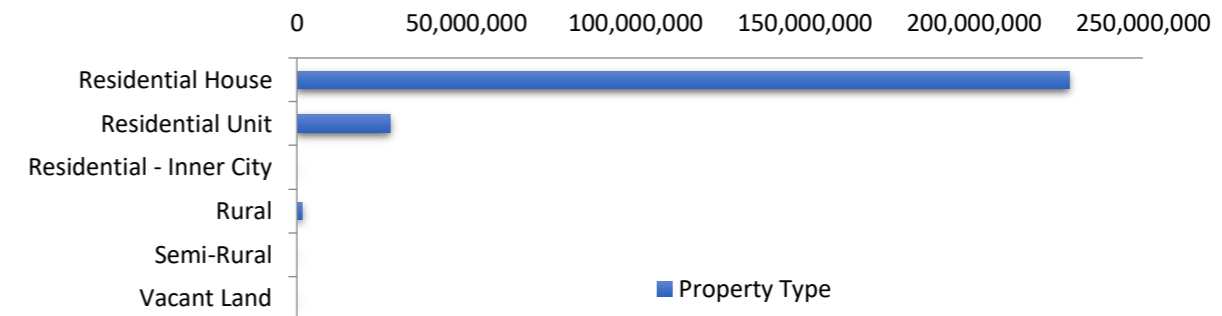 0 50,000,000 100,000,000 150,000,000 200,000,000 250,000,000
Residential House
Residential Unit
Residential - Inner City
Rural
Semi-Rural
Vacant Land
Property Type